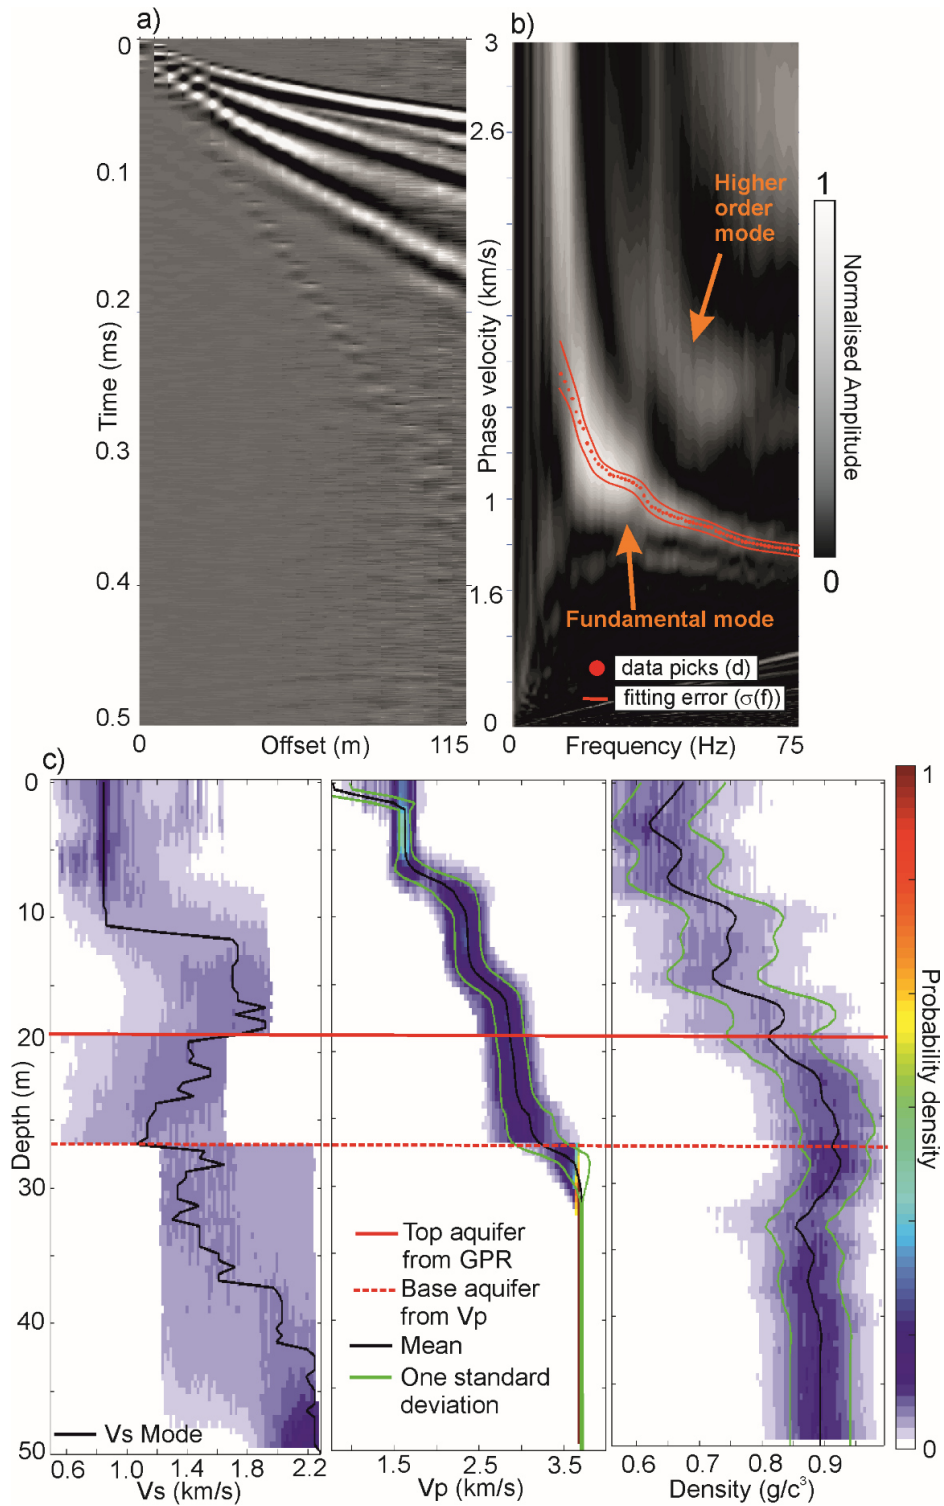 a)
0
0.1
0.2
0.3
0.4
0.5
Time (ms)
0
Offset (m)
115
b)
3
2.6
1
1.6
0
Phase velocity (km/s)
Higher
order
mode
Fundamental mode
data picks (d)
fitting error (σ(f))
0
Frequency (Hz)
75
1
0
Normalised Amplitude
c)
0
10
20
30
40
50
Depth (m)
Vs Mode
0.6
1.0
1.4
1.8
2.2
Vs (km/s)
Top aquifer
from GPR
Base aquifer
from Vp
Mean
One standard
deviation
1.6
2.6
3.6
Vp (km/s)
0.6
0.7
0.8
0.9
Density (g/c³)
1
0
Probability density